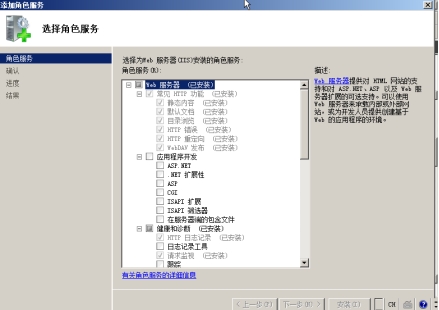 添加角色服务
选择角色服务
角色服务
确认
进度
结果
选择为Web 服务器(IIS)安装的角色服务:
角色服务(R):
Web 服务器 (已安装)
常见 HTTP 功能 (已安装)
静态内容 (已安装)
默认文档 (已安装)
目录浏览 (已安装)
HTTP 错误 (已安装)
HTTP 重定向 (已安装)
WebDAV 发布 (已安装)
应用程序开发
ASP.NET
.NET 扩展性
ASP
CGI
ISAPI 扩展
ISAPI 筛选器
在服务器端的包含文件
健康和诊断 (已安装)
HTTP 日志记录 (已安装)
日志记录工具
请求监视 (已安装)
跟踪
描述:
Web 服务器提供对 HTML 网站的支
持和对 ASP.NET、ASP 以及 Web 服
务器扩展的可选支持。可以使用
Web 服务器来承载内部或外部网
站,或为开发人员提供创建基于
Web 的应用程序的环境。
有关角色服务的详细信息
< 上一步(P)
下一步(N) >
安装(I)
CH